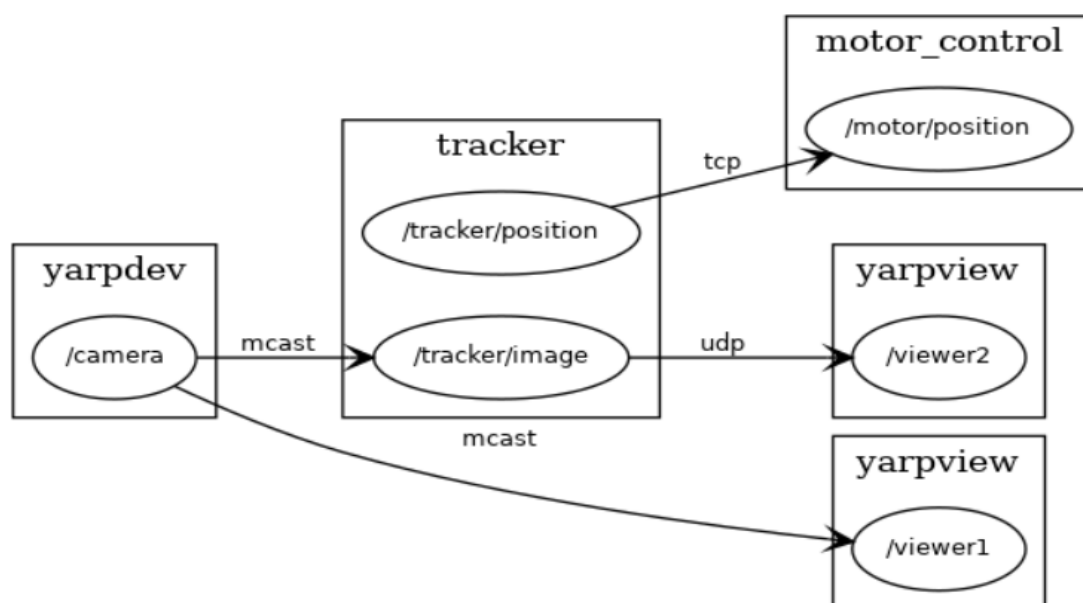 motor_control
/motor/position
tcp
tracker
/tracker/position
/tracker/image
yarpdev
/camera
mcast
mcast
udp
yarpview
/viewer2
yarpview
/viewer1